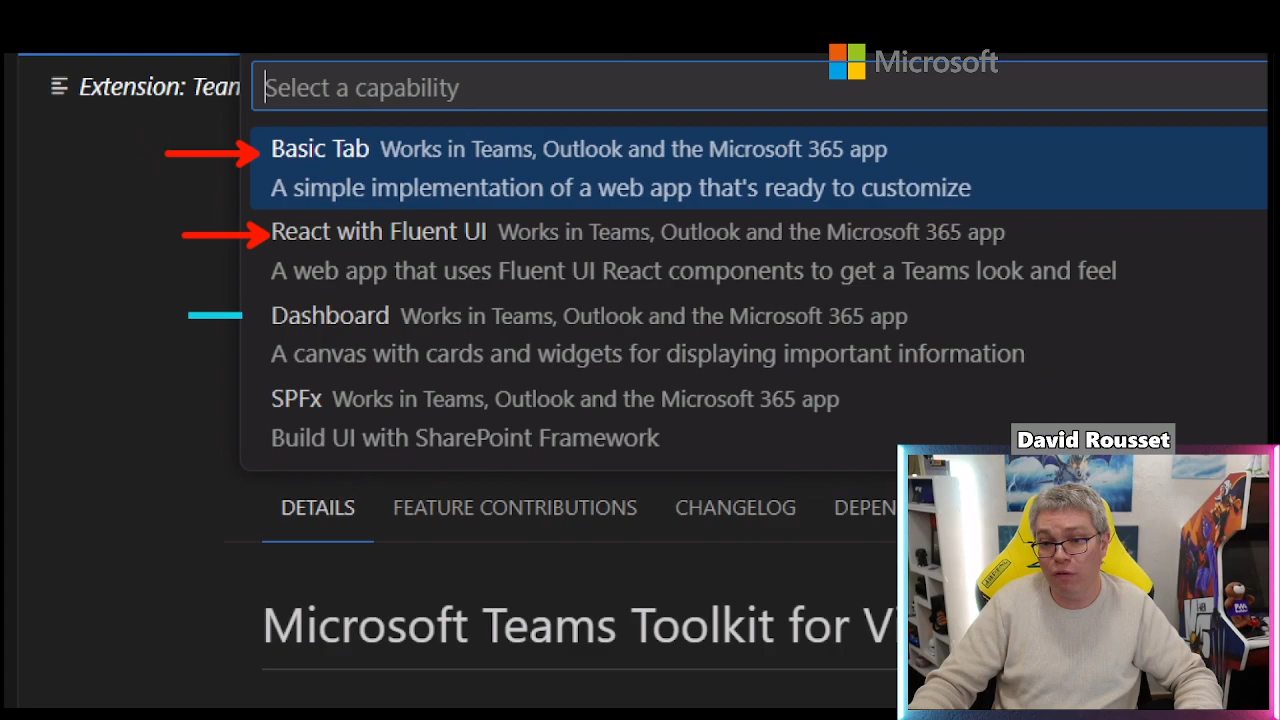 Microsoft
Extension: Team
Select a capability
Basic Tab Works in Teams, Outlook and the Microsoft 365 app
A simple implementation of a web app that's ready to customize
React with Fluent UI Works in Teams, Outlook and the Microsoft 365 app
A web app that uses Fluent UI React components to get a Teams look and feel
Dashboard Works in Teams, Outlook and the Microsoft 365 app
A canvas with cards and widgets for displaying important information
SPFx Works in Teams, Outlook and the Microsoft 365 app
Build UI with SharePoint Framework
DETAILS FEATURE CONTRIBUTIONS CHANGELOG DEPEN
Microsoft Teams Toolkit for Vi
David Rousset